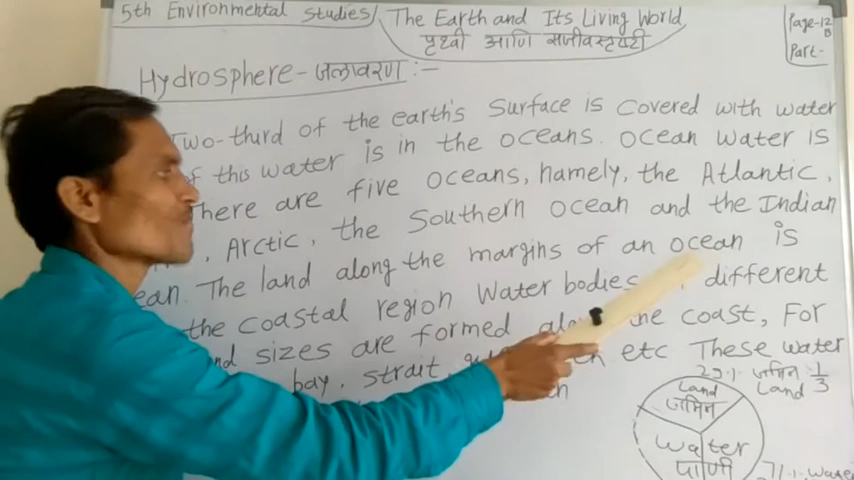 5th Environmental Studies
The Earth and Its Living World
पृथ्वी आणि सजीवसृष्टी
Page-12
Part-
Hydrosphere - जलावरण :-
Two-third of the earth's surface is covered with water
of this water is in the oceans. Ocean water is
There are five oceans, namely, the Atlantic,
, Arctic, the Southern Ocean and the Indian
ean. The land along the margins of an ocean is
the coastal region Water bodies different
sizes are formed the coast, For
bay, strait, etc These water
29% जमिन 1/3
Land
Land
जमिन
Water
पाणी
71% Water